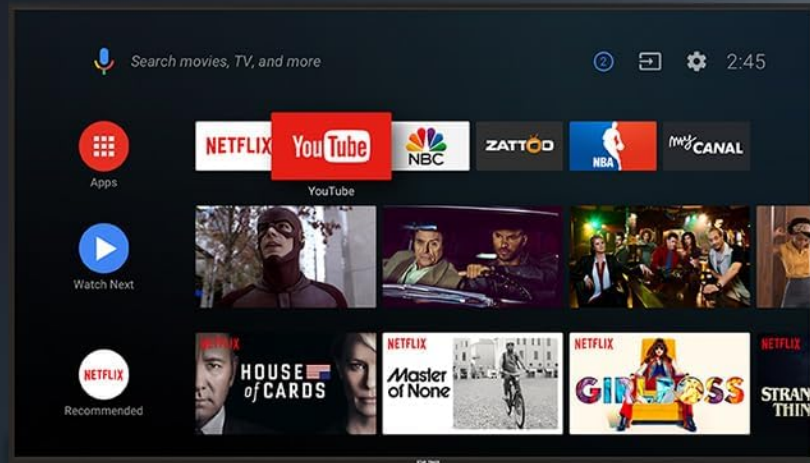 Search movies, TV, and more
2
2:45
NETFLIX
YouTube
NBC
ZATTOO
NBA
myCANAL
Apps
YouTube
Watch Next
NETFLIX
Recommended
NETFLIX
HOUSE
of CARDS
NETFLIX
Master
of None
NETFLIX
GIRLBOSS
NETFLIX
STRAN
THIN